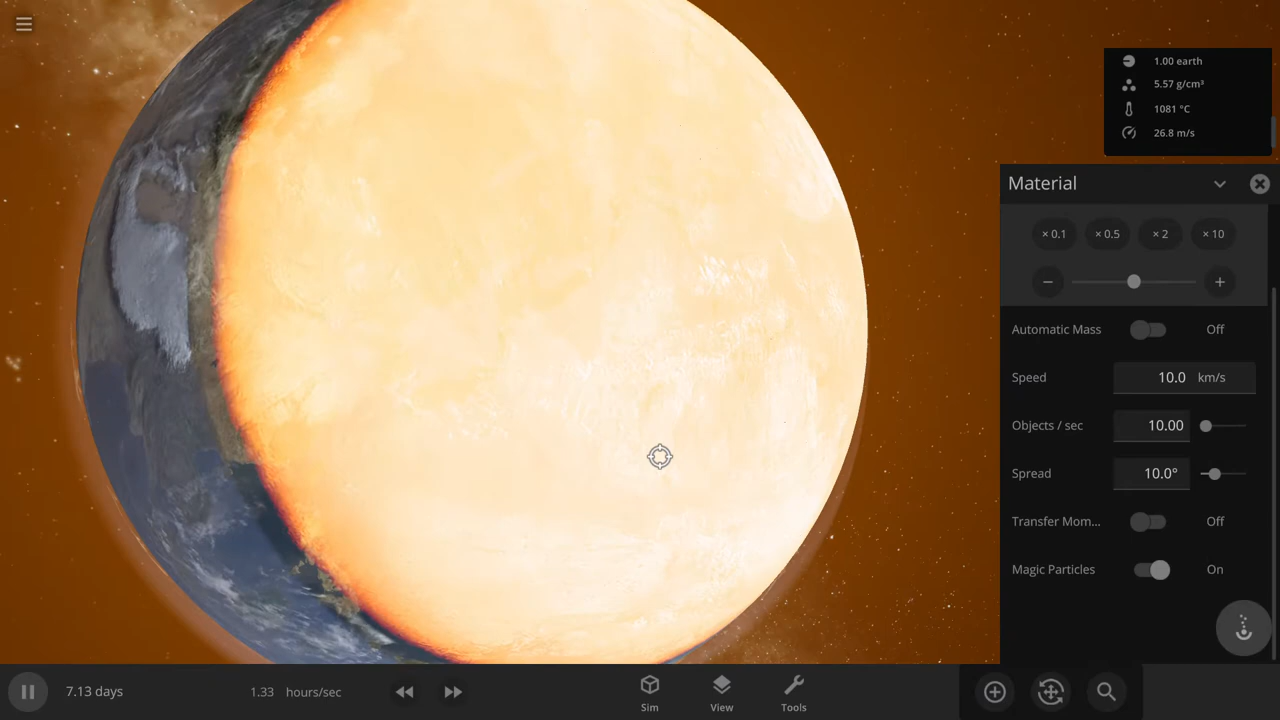 1.00 earth
5.57 g/cm³
1081 °C
26.8 m/s
Material
× 0.1 × 0.5 × 2 × 10
Automatic Mass Off
Speed 10.0 km/s
Objects / sec 10.00
Spread 10.0°
Transfer Mom... Off
Magic Particles On
7.13 days 1.33 hours/sec
Sim View Tools